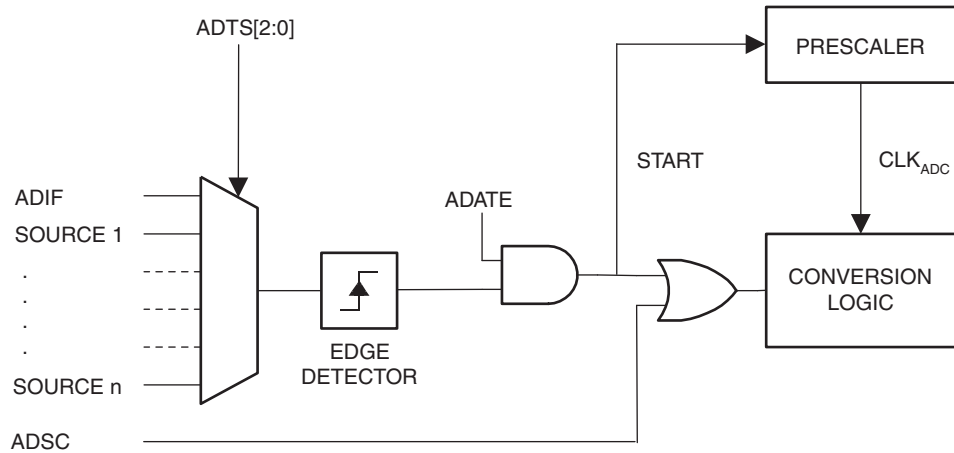 ADTS[2:0]
PRESCALER
START
CLKADC
ADIF
ADATE
SOURCE 1
.
.
.
.
CONVERSION
LOGIC
EDGE
DETECTOR
SOURCE n
ADSC